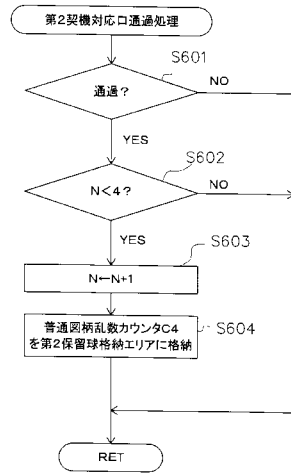 第2契機対応口通過処理
S601
通過?
NO
YES
S602
N<4?
NO
YES
S603
N←N+1
普通図柄乱数カウンタC4
を第2保留球格納エリアに格納
S604
RET